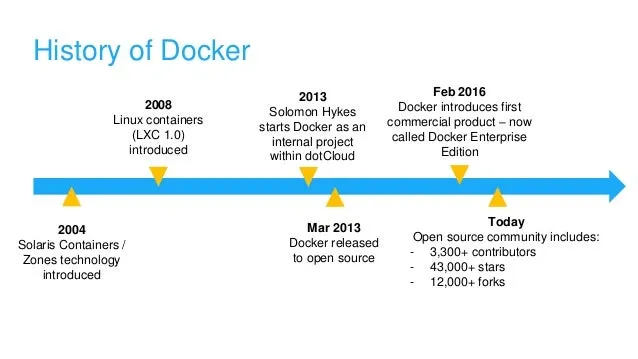 History of Docker
2008
Linux containers
(LXC 1.0)
introduced
2013
Solomon Hykes
starts Docker as an
internal project
within dotCloud
Feb 2016
Docker introduces first
commercial product – now
called Docker Enterprise
Edition
2004
Solaris Containers /
Zones technology
introduced
Mar 2013
Docker released
to open source
Today
Open source community includes:
- 3,300+ contributors
- 43,000+ stars
- 12,000+ forks